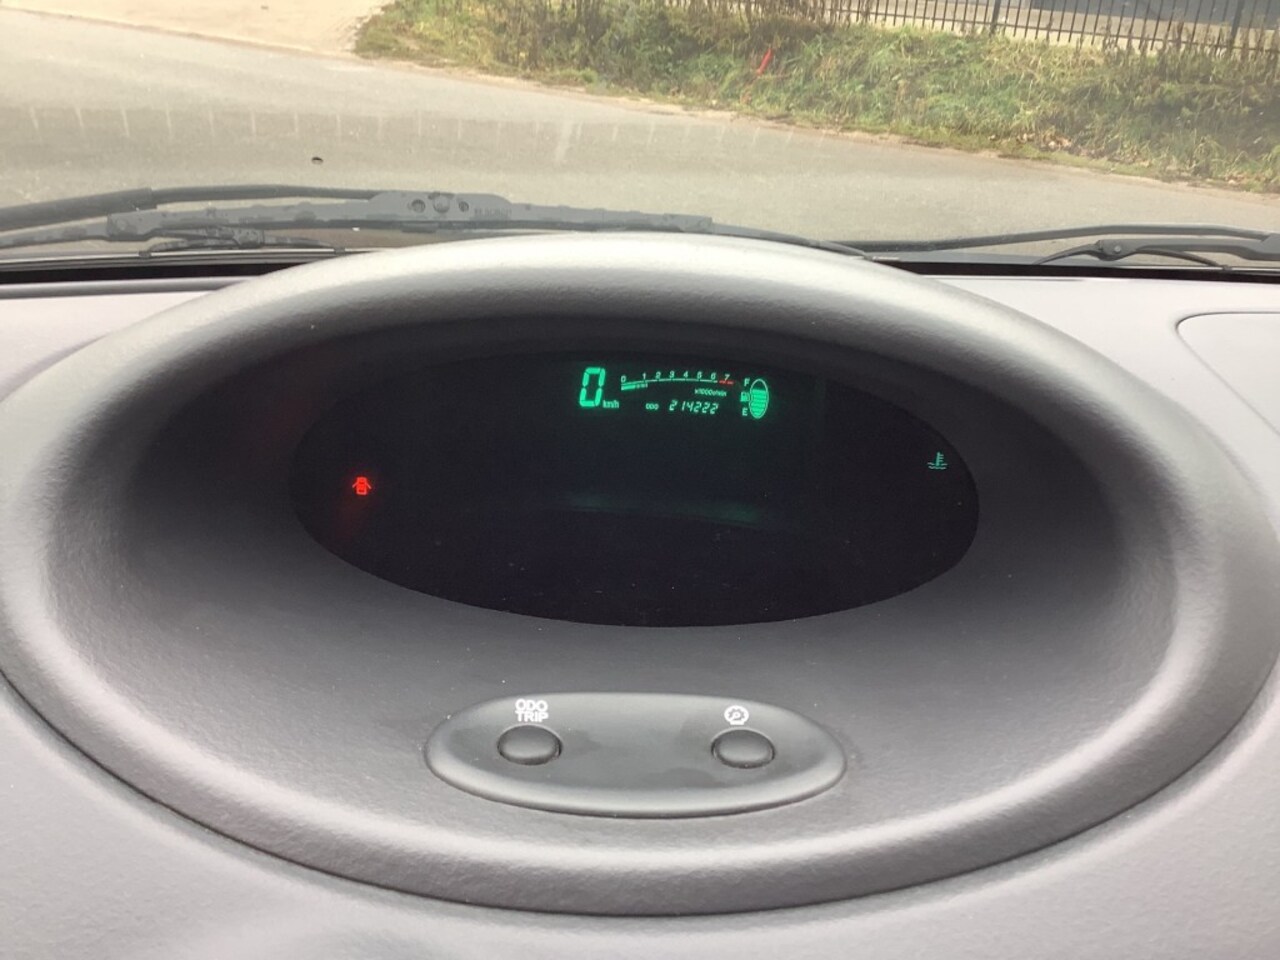 0 km/h
0 1 2 3 4 5 6 7
x1000r/min
ODO 214222
F
E
ODO
TRIP